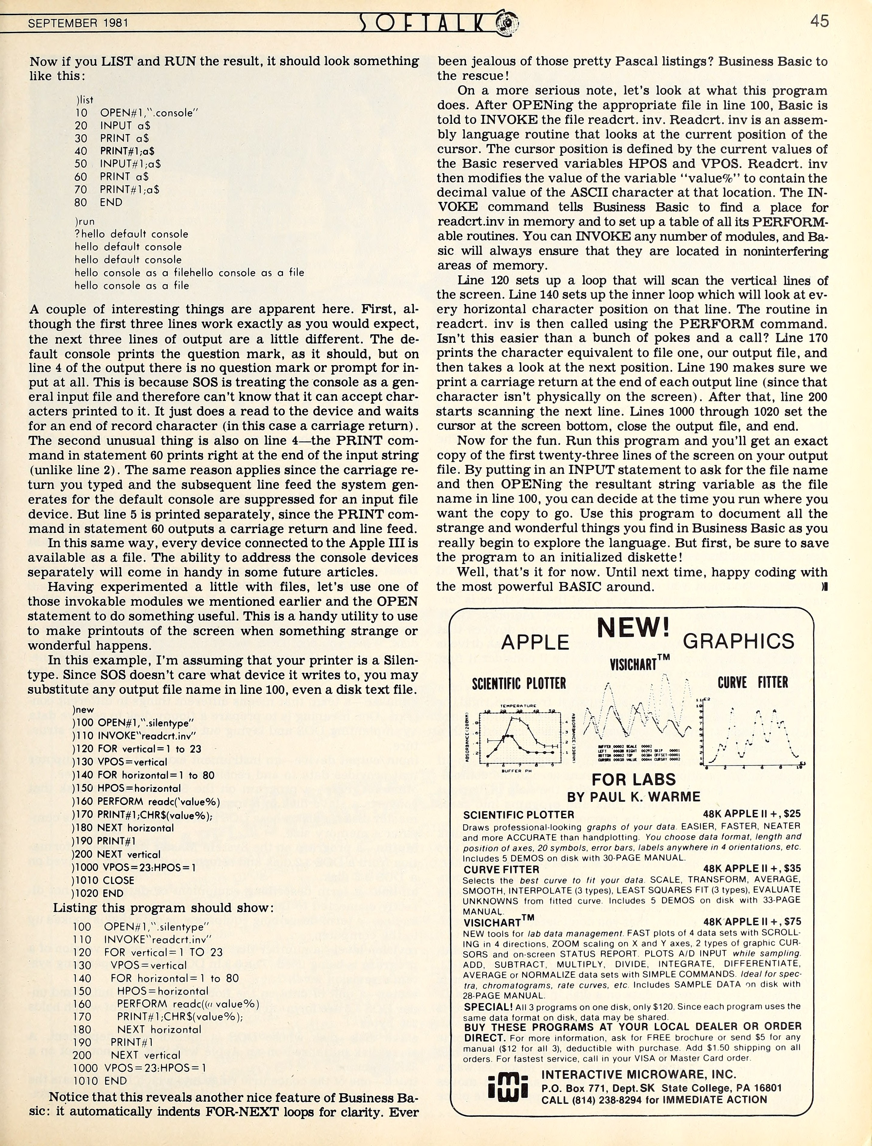 SEPTEMBER 1981
SOFTALK
45
Now if you LIST and RUN the result, it should look something
like this:
)list
10 OPEN#1,".console"
20 INPUT a$
30 PRINT a$
40 PRINT#1;a$
50 INPUT#1;a$
60 PRINT a$
70 PRINT#1;a$
80 END
)run
?hello default console
hello default console
hello default console
hello console as a filehello console as a file
hello console as a file
A couple of interesting things are apparent here. First, al-
though the first three lines work exactly as you would expect,
the next three lines of output are a little different. The de-
fault console prints the question mark, as it should, but on
line 4 of the output there is no question mark or prompt for in-
put at all. This is because SOS is treating the console as a gen-
eral input file and therefore can't know that it can accept char-
acters printed to it. It just does a read to the device and waits
for an end of record character (in this case a carriage return).
The second unusual thing is also on line 4—the PRINT com-
mand in statement 60 prints right at the end of the input string
(unlike line 2). The same reason applies since the carriage re-
turn you typed and the subsequent line feed the system gen-
erates for the default console are suppressed for an input file
device. But line 5 is printed separately, since the PRINT com-
mand in statement 60 outputs a carriage return and line feed.
In this same way, every device connected to the Apple III is
available as a file. The ability to address the console devices
separately will come in handy in some future articles.
Having experimented a little with files, let's use one of
those invokable modules we mentioned earlier and the OPEN
statement to do something useful. This is a handy utility to use
to make printouts of the screen when something strange or
wonderful happens.
In this example, I'm assuming that your printer is a Silen-
type. Since SOS doesn't care what device it writes to, you may
substitute any output file name in line 100, even a disk text file.
)new
)100 OPEN#1,".silentype"
)110 INVOKE"readcrt.inv"
)120 FOR vertical=1 to 23
)130 VPOS=vertical
)140 FOR horizontal=1 to 80
)150 HPOS=horizontal
)160 PERFORM readc('value%)
)170 PRINT#1;CHR$(value%);
)180 NEXT horizontal
)190 PRINT#1
)200 NEXT vertical
)1000 VPOS=23:HPOS=1
)1010 CLOSE
)1020 END
Listing this program should show:
100 OPEN#1,".silentype"
110 INVOKE"readcrt.inv"
120 FOR vertical=1 TO 23
130 VPOS=vertical
140 FOR horizontal=1 to 80
150 HPOS=horizontal
160 PERFORM readc(@ value%)
170 PRINT#1;CHR$(value%);
180 NEXT horizontal
190 PRINT#1
200 NEXT vertical
1000 VPOS=23:HPOS=1
1010 END
Notice that this reveals another nice feature of Business Ba-
sic: it automatically indents FOR-NEXT loops for clarity. Ever
been jealous of those pretty Pascal listings? Business Basic to
the rescue!
On a more serious note, let's look at what this program
does. After OPENing the appropriate file in line 100, Basic is
told to INVOKE the file readcrt. inv. Readcrt. inv is an assem-
bly language routine that looks at the current position of the
cursor. The cursor position is defined by the current values of
the Basic reserved variables HPOS and VPOS. Readcrt. inv
then modifies the value of the variable "value%" to contain the
decimal value of the ASCII character at that location. The IN-
VOKE command tells Business Basic to find a place for
readcrt.inv in memory and to set up a table of all its PERFORM-
able routines. You can INVOKE any number of modules, and Ba-
sic will always ensure that they are located in noninterfering
areas of memory.
Line 120 sets up a loop that will scan the vertical lines of
the screen. Line 140 sets up the inner loop which will look at ev-
ery horizontal character position on that line. The routine in
readcrt. inv is then called using the PERFORM command.
Isn't this easier than a bunch of pokes and a call? Line 170
prints the character equivalent to file one, our output file, and
then takes a look at the next position. Line 190 makes sure we
print a carriage return at the end of each output line (since that
character isn't physically on the screen). After that, line 200
starts scanning the next line. Lines 1000 through 1020 set the
cursor at the screen bottom, close the output file, and end.
Now for the fun. Run this program and you'll get an exact
copy of the first twenty-three lines of the screen on your output
file. By putting in an INPUT statement to ask for the file name
and then OPENing the resultant string variable as the file
name in line 100, you can decide at the time you run where you
want the copy to go. Use this program to document all the
strange and wonderful things you find in Business Basic as you
really begin to explore the language. But first, be sure to save
the program to an initialized diskette!
Well, that's it for now. Until next time, happy coding with
the most powerful BASIC around.
APPLE NEW! GRAPHICS
VISICHART™
SCIENTIFIC PLOTTER
CURVE FITTER
TEMPERATURE
BUFFER PH
FOR LABS
BY PAUL K. WARME
SCIENTIFIC PLOTTER 48K APPLE II +, $25
Draws professional-looking graphs of your data. EASIER, FASTER, NEATER
and more ACCURATE than handplotting. You choose data format, length and
position of axes, 20 symbols, error bars, labels anywhere in 4 orientations, etc.
Includes 5 DEMOS on disk with 30-PAGE MANUAL.
CURVE FITTER 48K APPLE II +, $35
Selects the best curve to fit your data. SCALE, TRANSFORM, AVERAGE,
SMOOTH, INTERPOLATE (3 types), LEAST SQUARES FIT (3 types), EVALUATE
UNKNOWNS from fitted curve. Includes 5 DEMOS on disk with 33-PAGE
MANUAL.
VISICHART™ 48K APPLE II +, $75
NEW tools for lab data management. FAST plots of 4 data sets with SCROLL-
ING in 4 directions, ZOOM scaling on X and Y axes, 2 types of graphic CUR-
SORS and on-screen STATUS REPORT. PLOTS A/D INPUT while sampling.
ADD, SUBTRACT, MULTIPLY, DIVIDE, INTEGRATE, DIFFERENTIATE,
AVERAGE or NORMALIZE data sets with SIMPLE COMMANDS. Ideal for spec-
tra, chromatograms, rate curves, etc. Includes SAMPLE DATA on disk with
28-PAGE MANUAL.
SPECIAL! All 3 programs on one disk, only $120. Since each program uses the
same data format on disk, data may be shared.
BUY THESE PROGRAMS AT YOUR LOCAL DEALER OR ORDER
DIRECT. For more information, ask for FREE brochure or send $5 for any
manual ($12 for all 3), deductible with purchase. Add $1.50 shipping on all
orders. For fastest service, call in your VISA or Master Card order.
INTERACTIVE MICROWARE, INC.
P.O. Box 771, Dept. SK State College, PA 16801
CALL (814) 238-8294 for IMMEDIATE ACTION